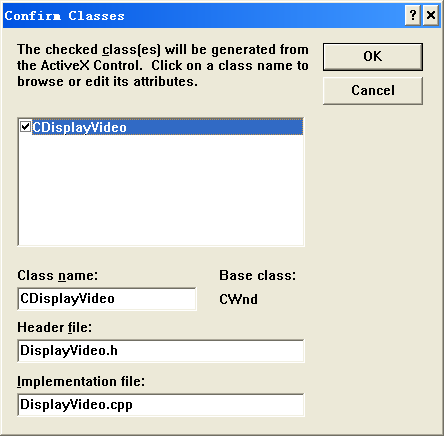 Confirm Classes
The checked class(es) will be generated from
the ActiveX Control. Click on a class name to
browse or edit its attributes.
OK
Cancel
CDisplayVideo
Class name:
Base class:
CDisplayVideo
CWnd
Header file:
DisplayVideo.h
Implementation file:
DisplayVideo.cpp